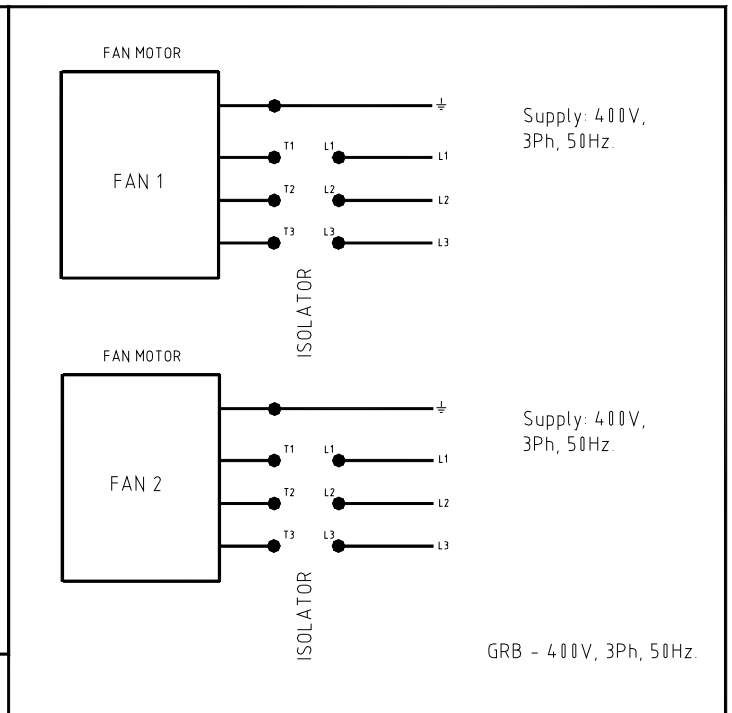 FAN MOTOR
FAN 1
T1 L1 L1
T2 L2 L2
T3 L3 L3
ISOLATOR
Supply: 400V,
3Ph, 50Hz.
FAN MOTOR
FAN 2
T1 L1 L1
T2 L2 L2
T3 L3 L3
ISOLATOR
Supply: 400V,
3Ph, 50Hz.
GRB - 400V, 3Ph, 50Hz.